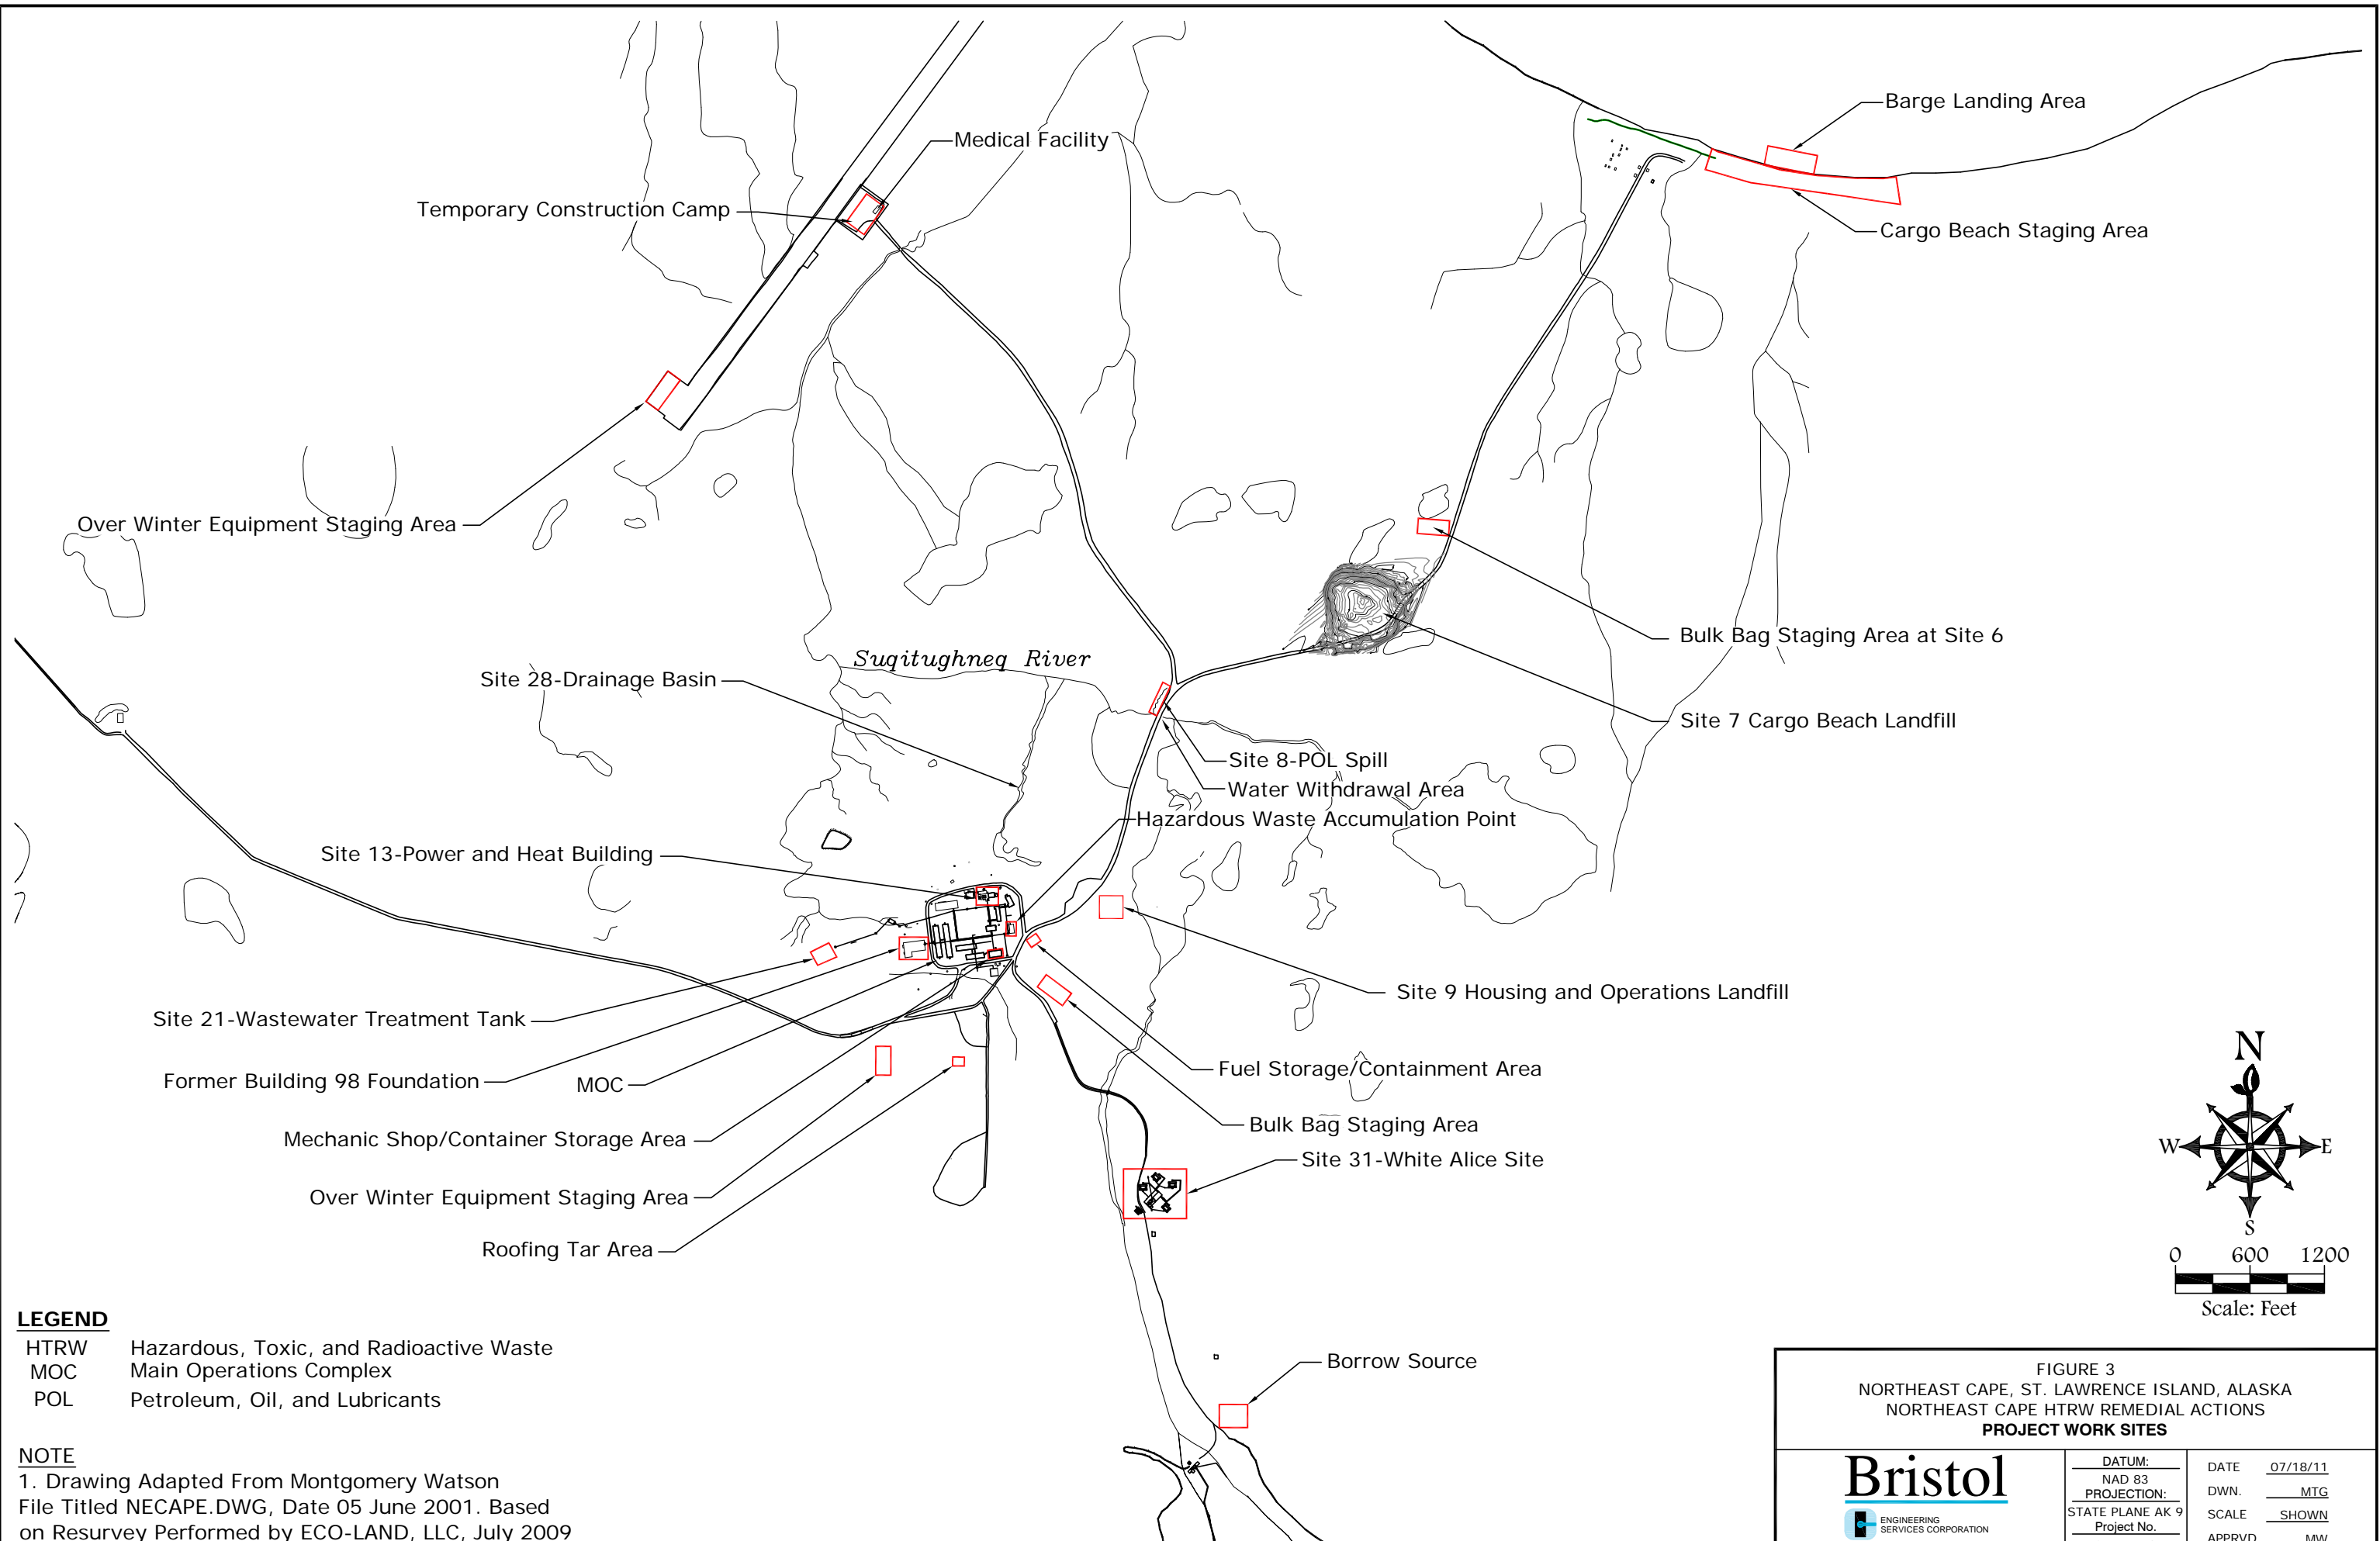 Barge Landing Area
Medical Facility
Temporary Construction Camp
Cargo Beach Staging Area
Over Winter Equipment Staging Area
Bulk Bag Staging Area at Site 6
Suqitughneq River
Site 28-Drainage Basin
Site 7 Cargo Beach Landfill
Site 8-POL Spill
Water Withdrawal Area
Hazardous Waste Accumulation Point
Site 13-Power and Heat Building
Site 9 Housing and Operations Landfill
Site 21-Wastewater Treatment Tank
Fuel Storage/Containment Area
Former Building 98 Foundation
MOC
Bulk Bag Staging Area
Mechanic Shop/Container Storage Area
Site 31-White Alice Site
Over Winter Equipment Staging Area
Roofing Tar Area
Borrow Source
N
W
E
S
0 600 1200
Scale: Feet
LEGEND
HTRW Hazardous, Toxic, and Radioactive Waste
MOC Main Operations Complex
POL Petroleum, Oil, and Lubricants
NOTE
1. Drawing Adapted From Montgomery Watson
File Titled NECAPE.DWG, Date 05 June 2001. Based
on Resurvey Performed by ECO-LAND, LLC, July 2009
FIGURE 3
NORTHEAST CAPE, ST. LAWRENCE ISLAND, ALASKA
NORTHEAST CAPE HTRW REMEDIAL ACTIONS
PROJECT WORK SITES
Bristol
ENGINEERING
SERVICES CORPORATION
DATUM:
NAD 83
PROJECTION:
STATE PLANE AK 9
Project No.
DATE 07/18/11
DWN. MTG
SCALE SHOWN
APPRVD MW